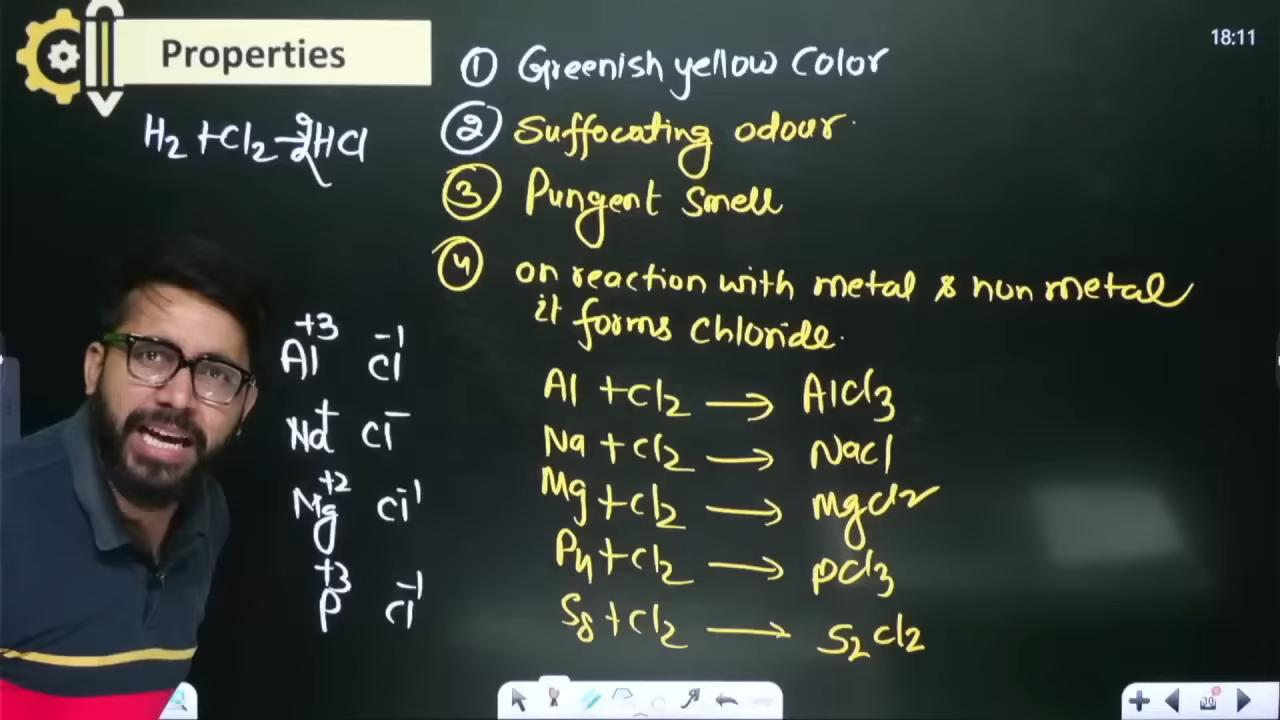 Properties
18:11
H2 + Cl2 → 2HCl
① Greenish yellow Color
② Suffocating odour.
③ Pungent Smell
④ on reaction with metal & non metal
it forms Chloride.
Al + Cl2 → AlCl3
Na + Cl2 → NaCl
Mg + Cl2 → MgCl2
P4 + Cl2 → PCl3
S8 + Cl2 → S2Cl2
Al+3 Cl-1
Na+ Cl-
Mg+2 Cl-1
P+3 Cl-1
30